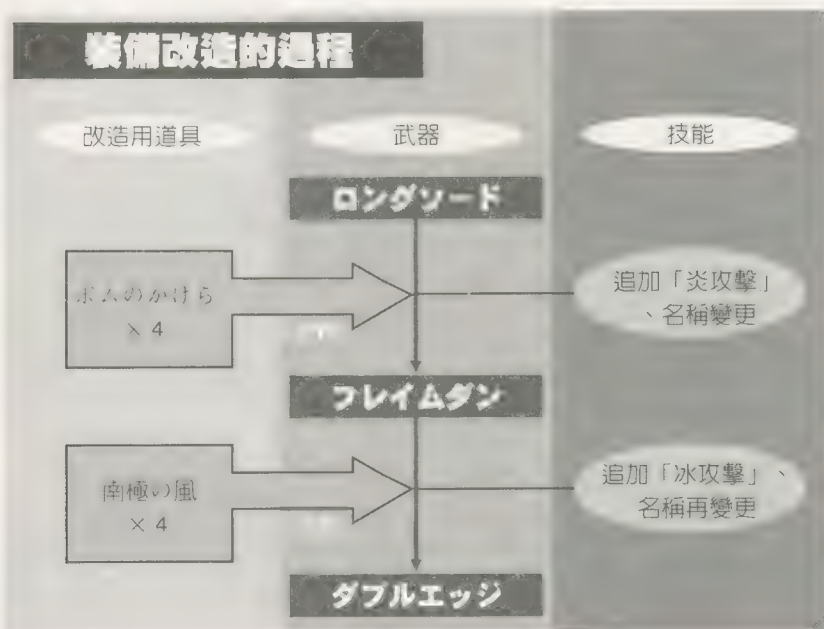 装備改造的過程
改造用道具
武器
技能
ロングソード
ボムのかけら
×4
追加「炎攻擊」
、名稱變更
フレイムダン
南極の風
×4
追加「冰攻擊」、
名稱再變更
ダブルエッジ